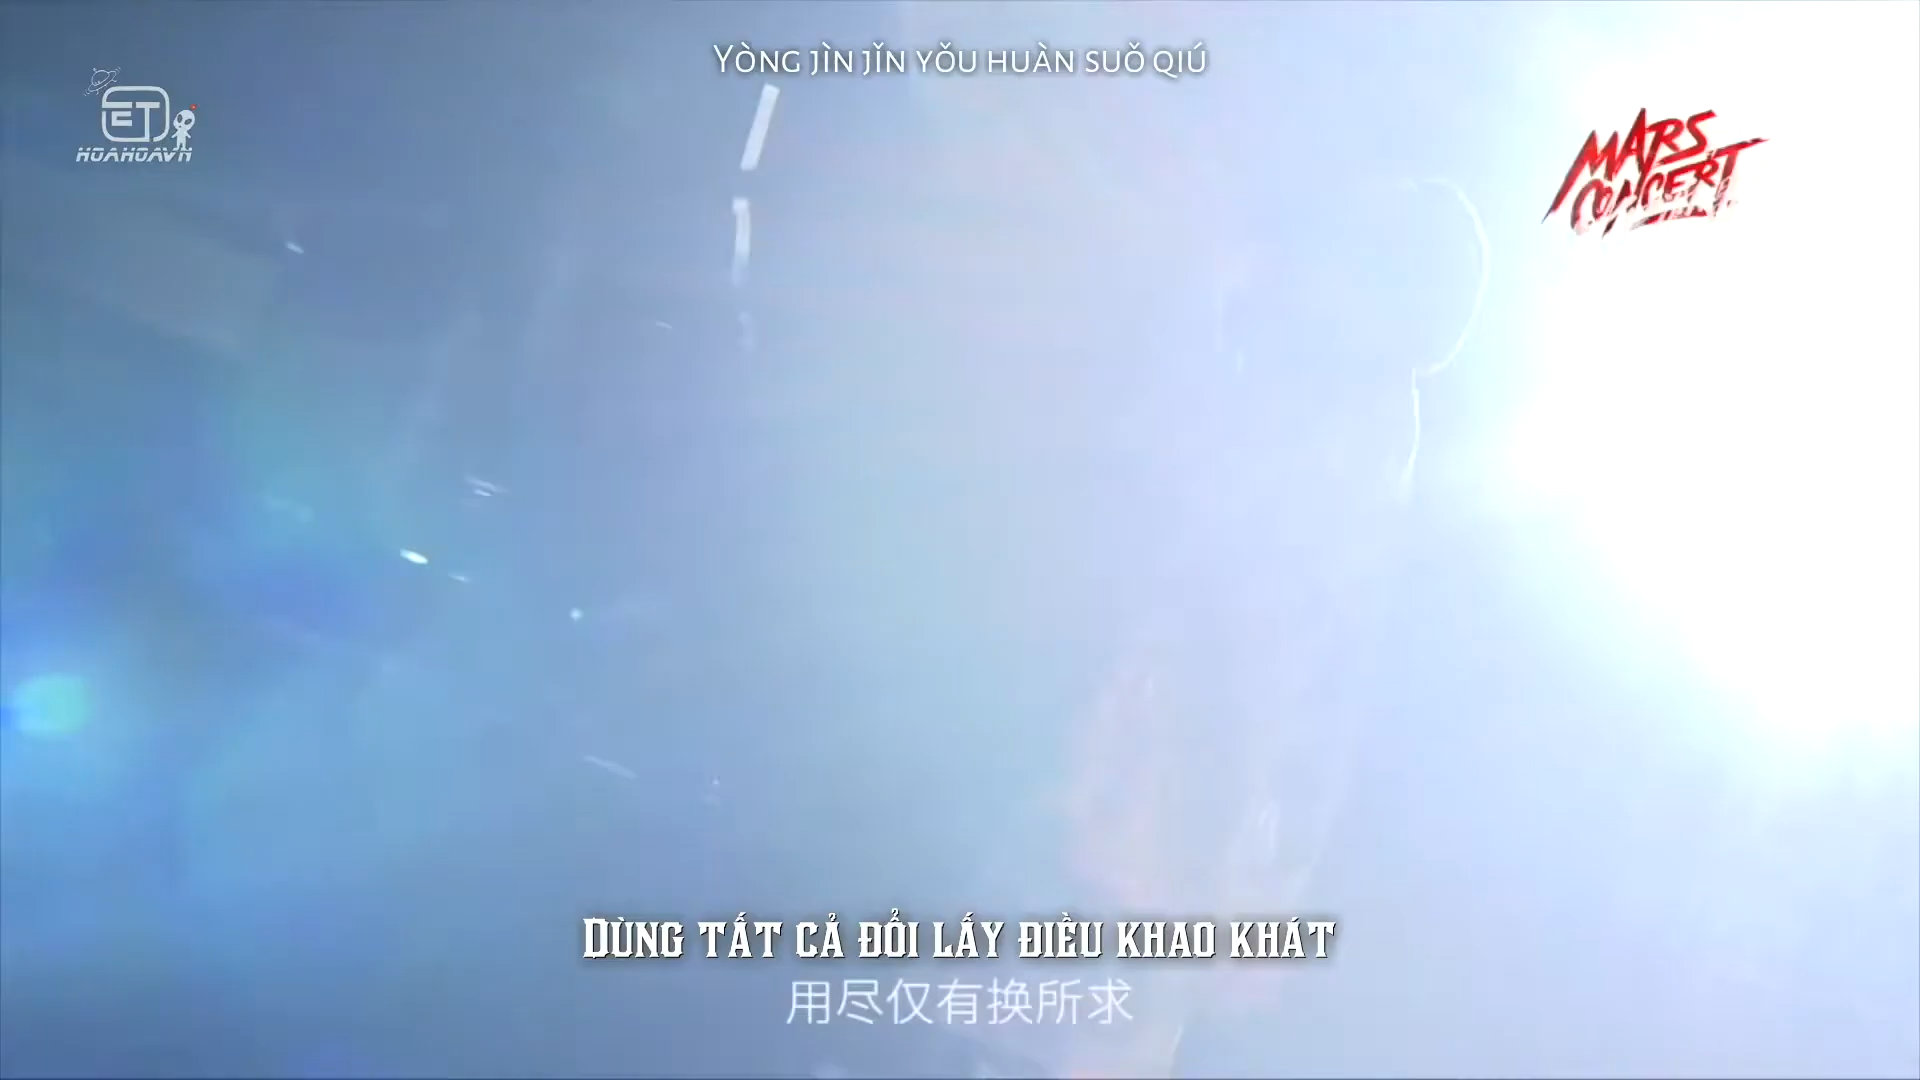 Yòng jìn jǐn yǒu huàn suǒ qiú
ET
HOAHOAVN
MARS
CONCERT
Dùng tất cả đổi lấy điều khao khát
用尽仅有换所求